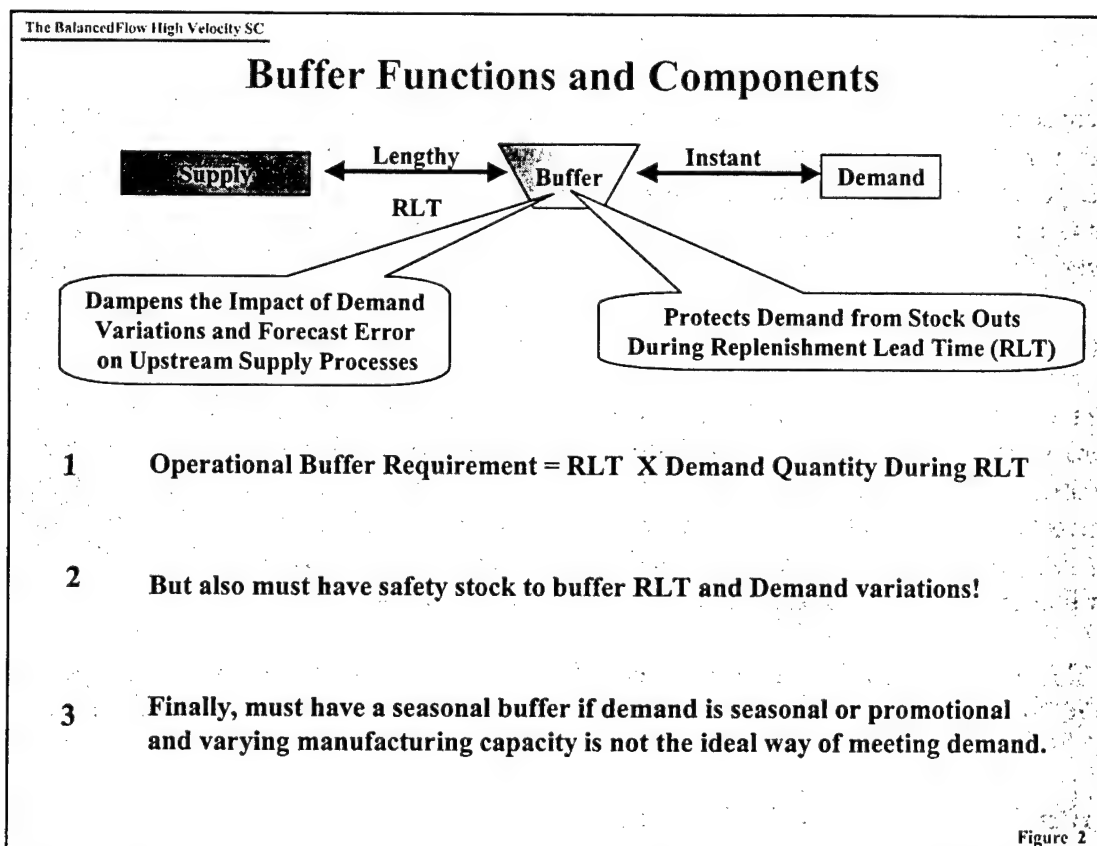 The BalancedFlow High Velocity SC
Buffer Functions and Components
Supply
Lengthy
RLT
Buffer
Instant
Demand
Dampens the Impact of Demand
Variations and Forecast Error
on Upstream Supply Processes
Protects Demand from Stock Outs
During Replenishment Lead Time (RLT)
1 Operational Buffer Requirement = RLT X Demand Quantity During RLT
2 But also must have safety stock to buffer RLT and Demand variations!
3 Finally, must have a seasonal buffer if demand is seasonal or promotional
and varying manufacturing capacity is not the ideal way of meeting demand.
Figure 2